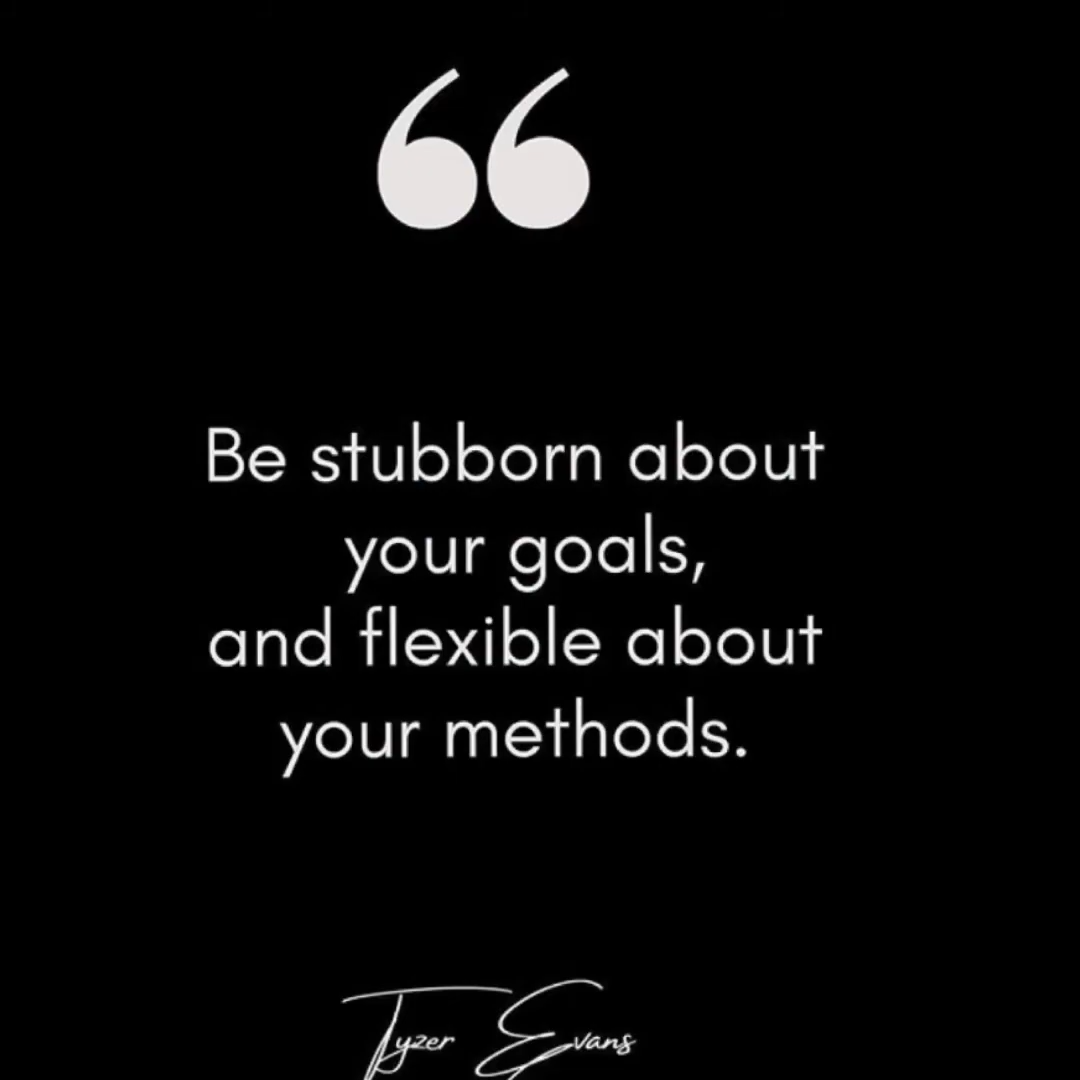 “
Be stubborn about
your goals,
and flexible about
your methods.
Tyzer Evans